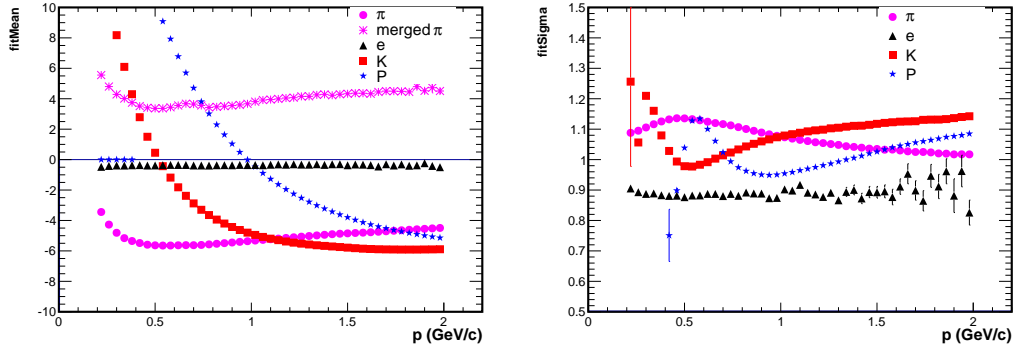 fitMean
10
8
6
4
2
0
-2
-4
-6
-8
-10
0 0.5 1 1.5 2
p (GeV/c)
π
merged π
e
K
P
fitSigma
1.5
1.4
1.3
1.2
1.1
1
0.9
0.8
0.7
0.6
0.5
0 0.5 1 1.5 2
p (GeV/c)
π
e
K
P